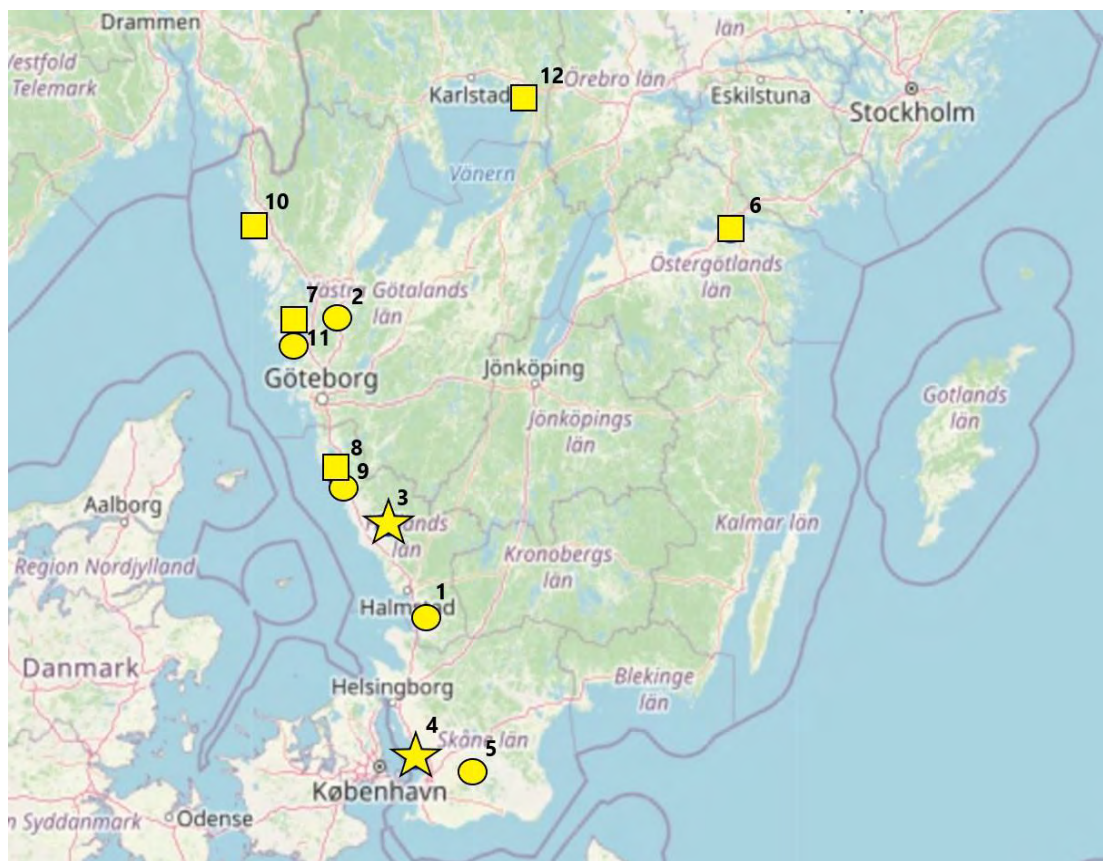 Drammen
län
Vestfold
Telemark
12
Örebro län
Karlstad
Eskilstuna
Stockholm
Vänern
10
6
Östergötlands
län
7
Västra Götalands
län
2
11
Göteborg
Jönköping
Jönköpings
län
Gotlands
län
8
9
Aalborg
3
län
Kalmar län
Region Nordjylland
Kronobergs
län
1
Halmstad
Danmark
Helsingborg
Blekinge
län
4
Skåne län
5
København
Odense
Syddanmark